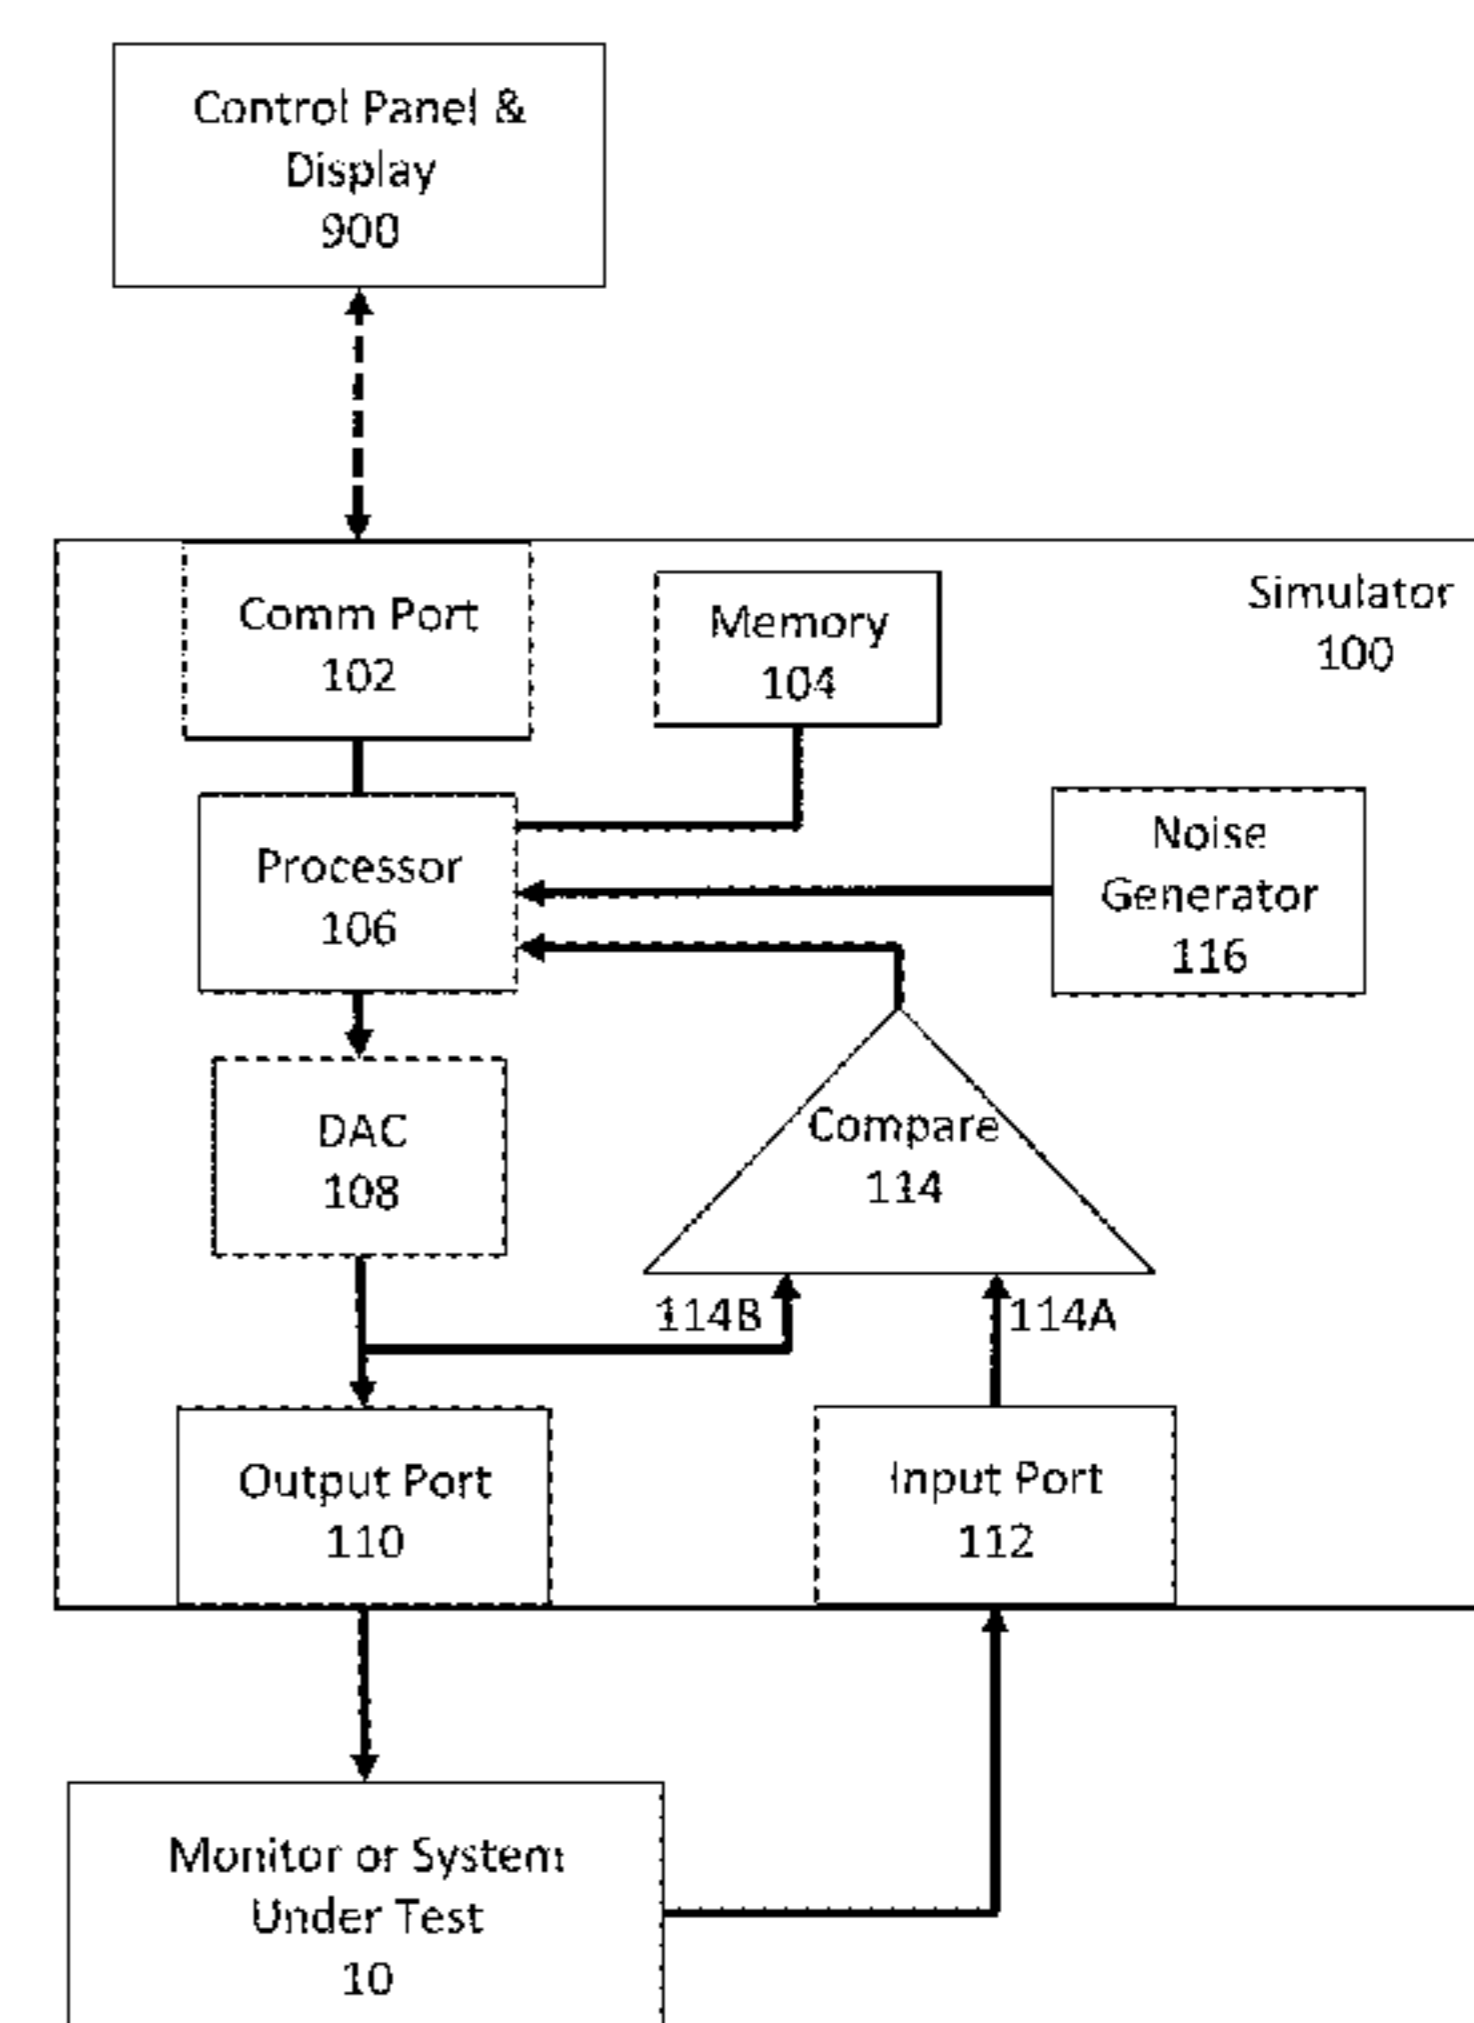 Control Panel &
Display
900
Comm Port
102
Memory
104
Simulator
100
Processor
106
Noise
Generator
116
DAC
108
Compare
114
114B
114A
Output Port
110
Input Port
112
Monitor or System
Under Test
10